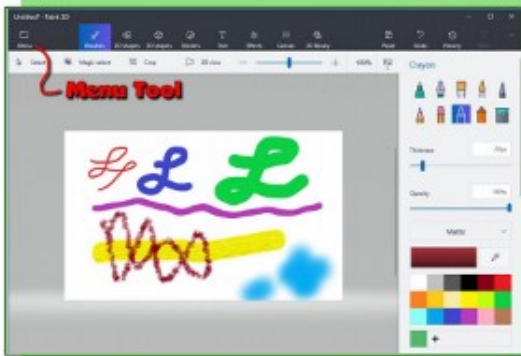 Untitled* - Paint 3D
Menu Brushes 2D shapes 3D shapes Stickers Text Effects Canvas 3D library Paste Undo History
Select Magic select Crop 3D view 100%
Crayon
Menu Tool
L L L
Thickness
Opacity 100%
Matte